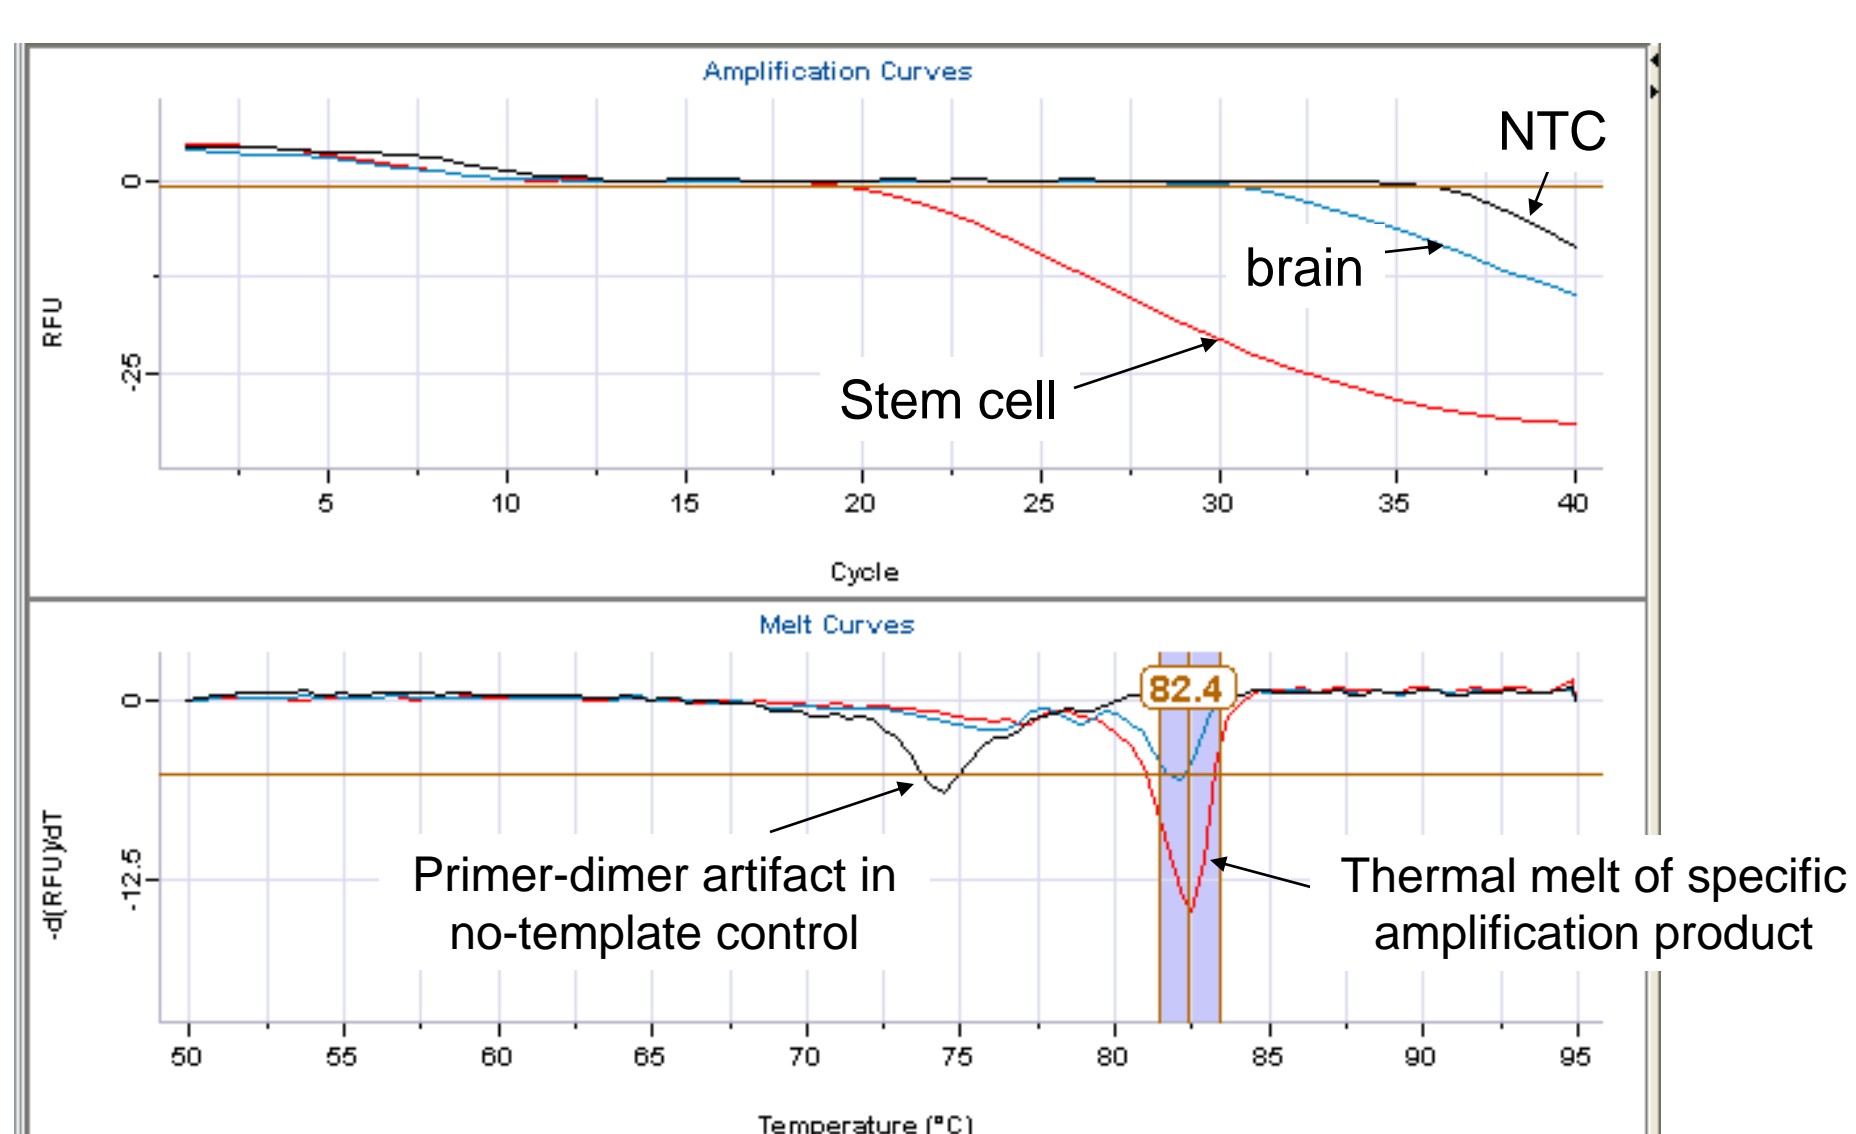 Amplification Curves
NTC
0
brain
RFU
-25
Stem cell
5 10 15 20 25 30 35 40
Cycle
Melt Curves
0
82.4
-d(RFU)/dT
-12.5
Primer-dimer artifact in
no-template control
Thermal melt of specific
amplification product
50 55 60 65 70 75 80 85 90 95
Temperature (°C)